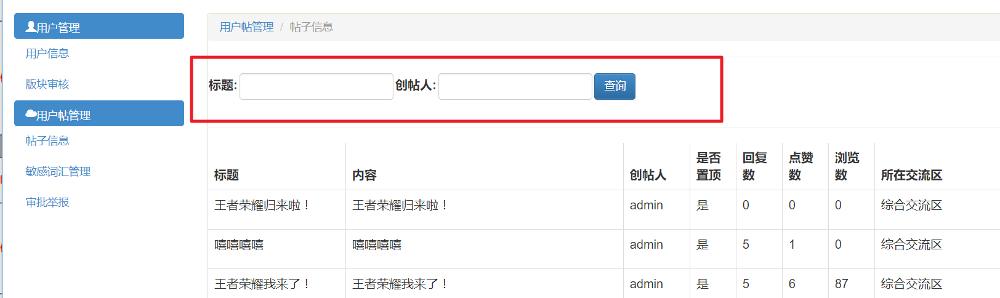 用户管理
用户信息
版块审核
用户帖管理
帖子信息
敏感词汇管理
审批举报
用户帖管理 / 帖子信息
标题: 创帖人: 查询
标题 内容 创帖人 是否置顶 回复数 点赞数 浏览数 所在交流区
王者荣耀归来啦！ 王者荣耀归来啦！ admin 是 0 0 0 综合交流区
嘻嘻嘻嘻 嘻嘻嘻嘻 admin 是 5 1 0 综合交流区
王者荣耀我来了！ 王者荣耀我来了！ admin 是 5 6 87 综合交流区